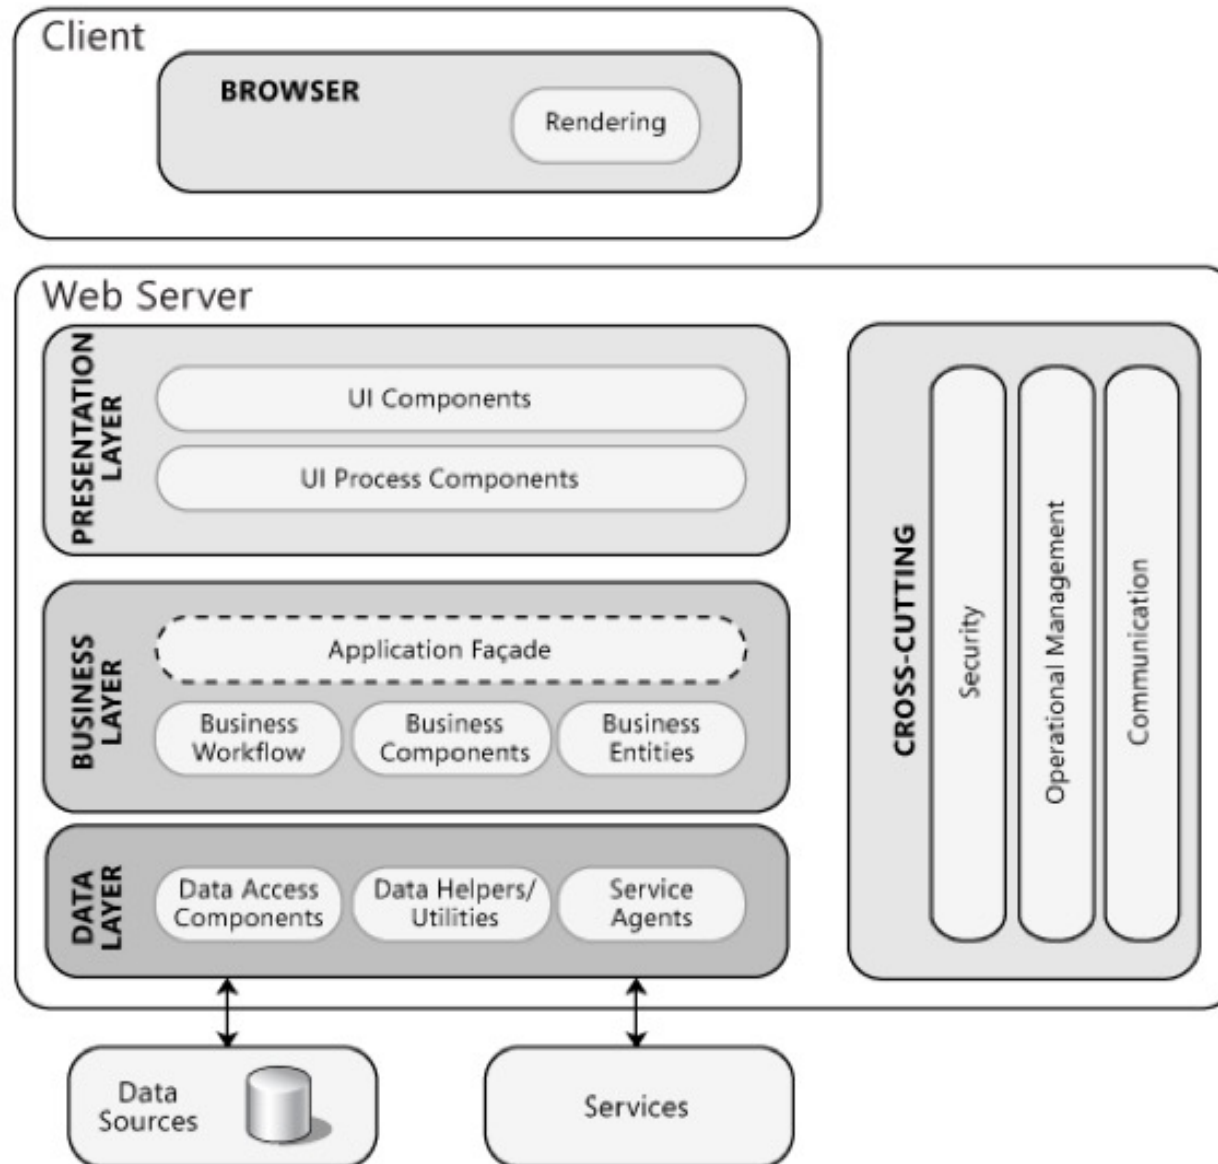 Client
BROWSER
Rendering
Web Server
PRESENTATION
LAYER
UI Components
UI Process Components
BUSINESS
LAYER
Application Façade
Business
Workflow
Business
Components
Business
Entities
DATA
LAYER
Data Access
Components
Data Helpers/
Utilities
Service
Agents
CROSS-CUTTING
Security
Operational Management
Communication
Data
Sources
Services